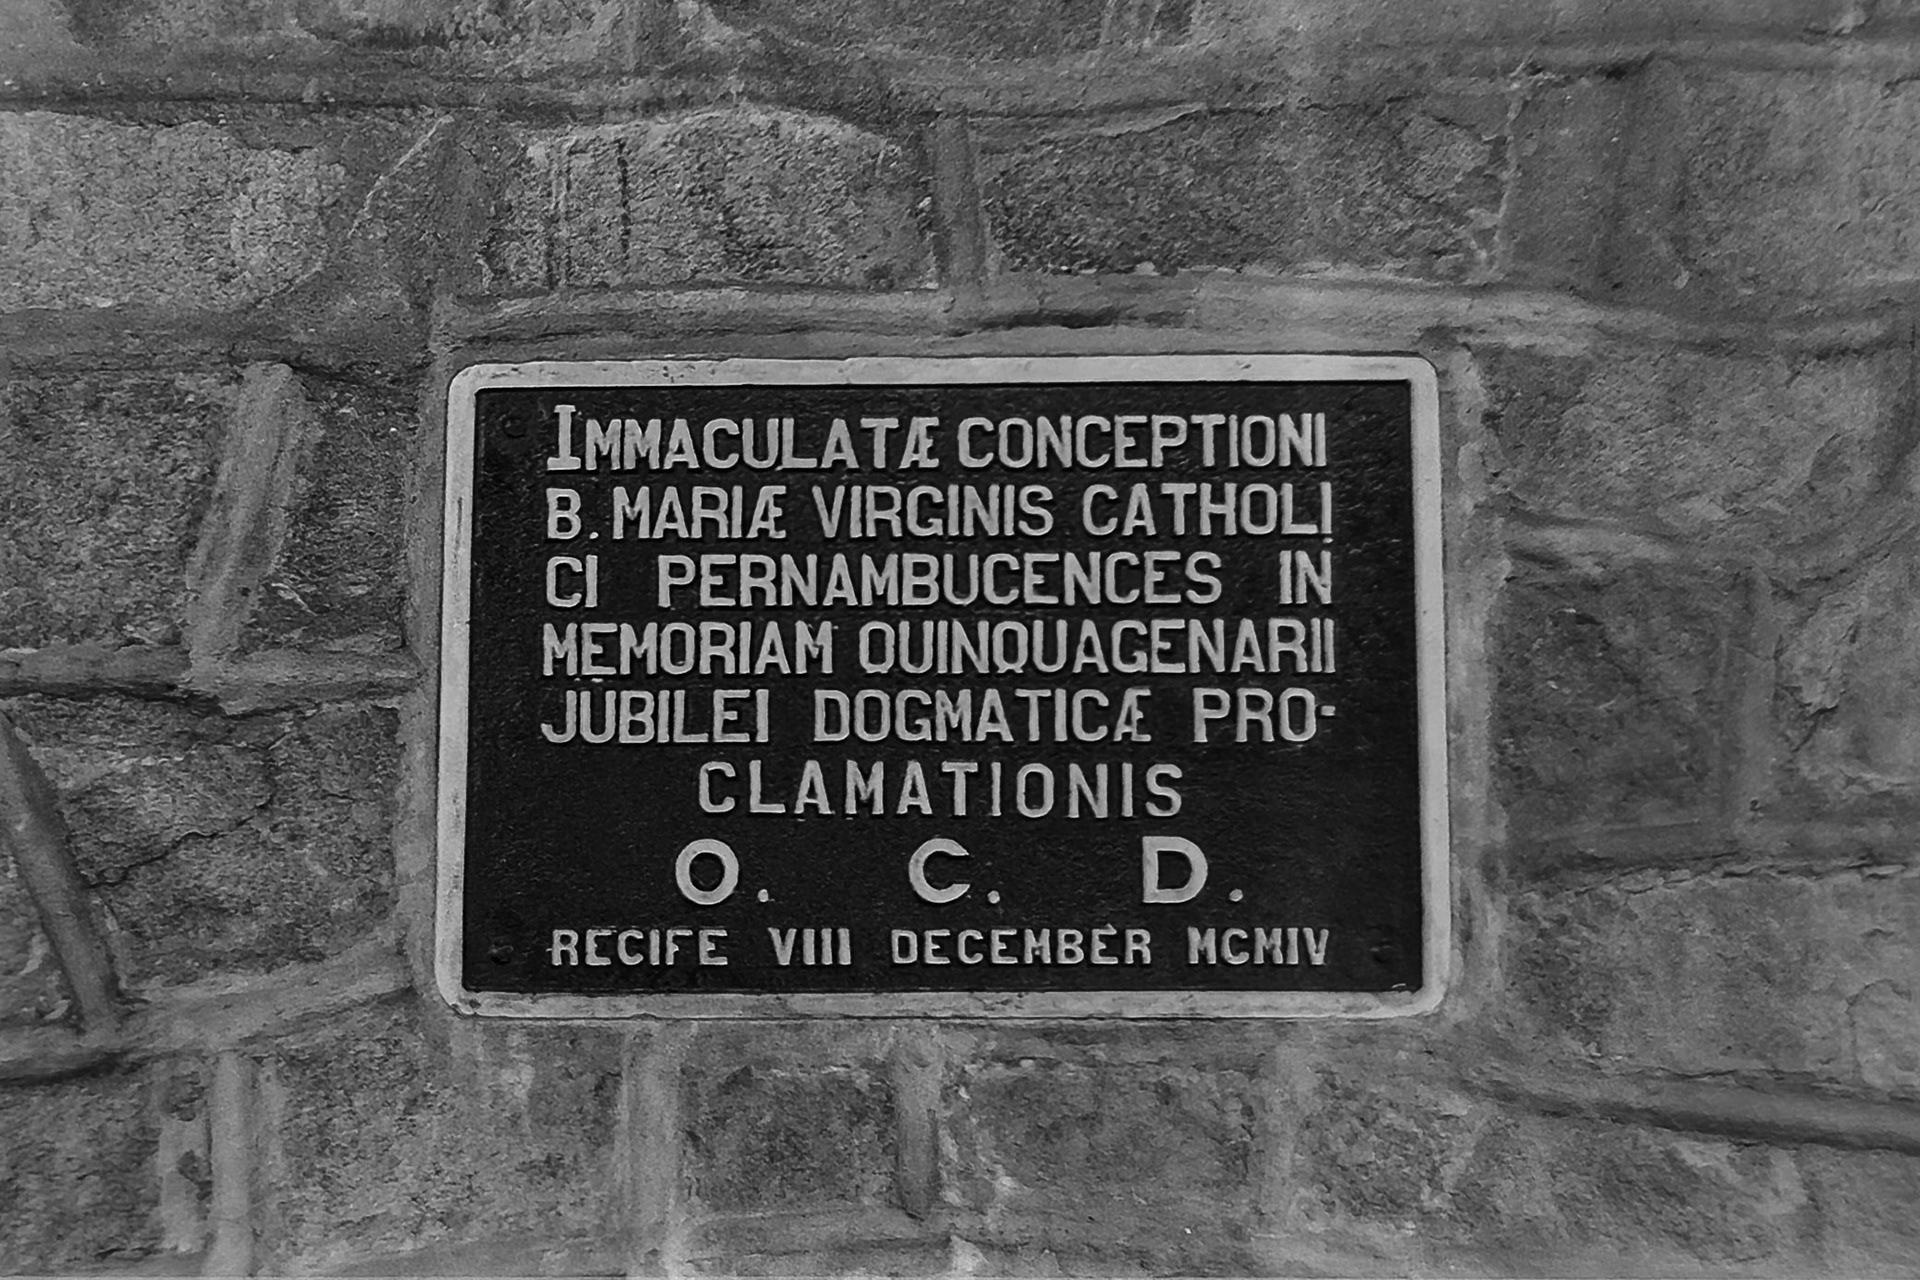 IMMACULATÆ CONCEPTIONI
B. MARIÆ VIRGINIS CATHOLI
CI PERNAMBUCENCES IN
MEMORIAM QUINQUAGENARII
JUBILEI DOGMATICÆ PRO-
CLAMATIONIS
O. C. D.
RECIFE VIII DECEMBER MCMIV